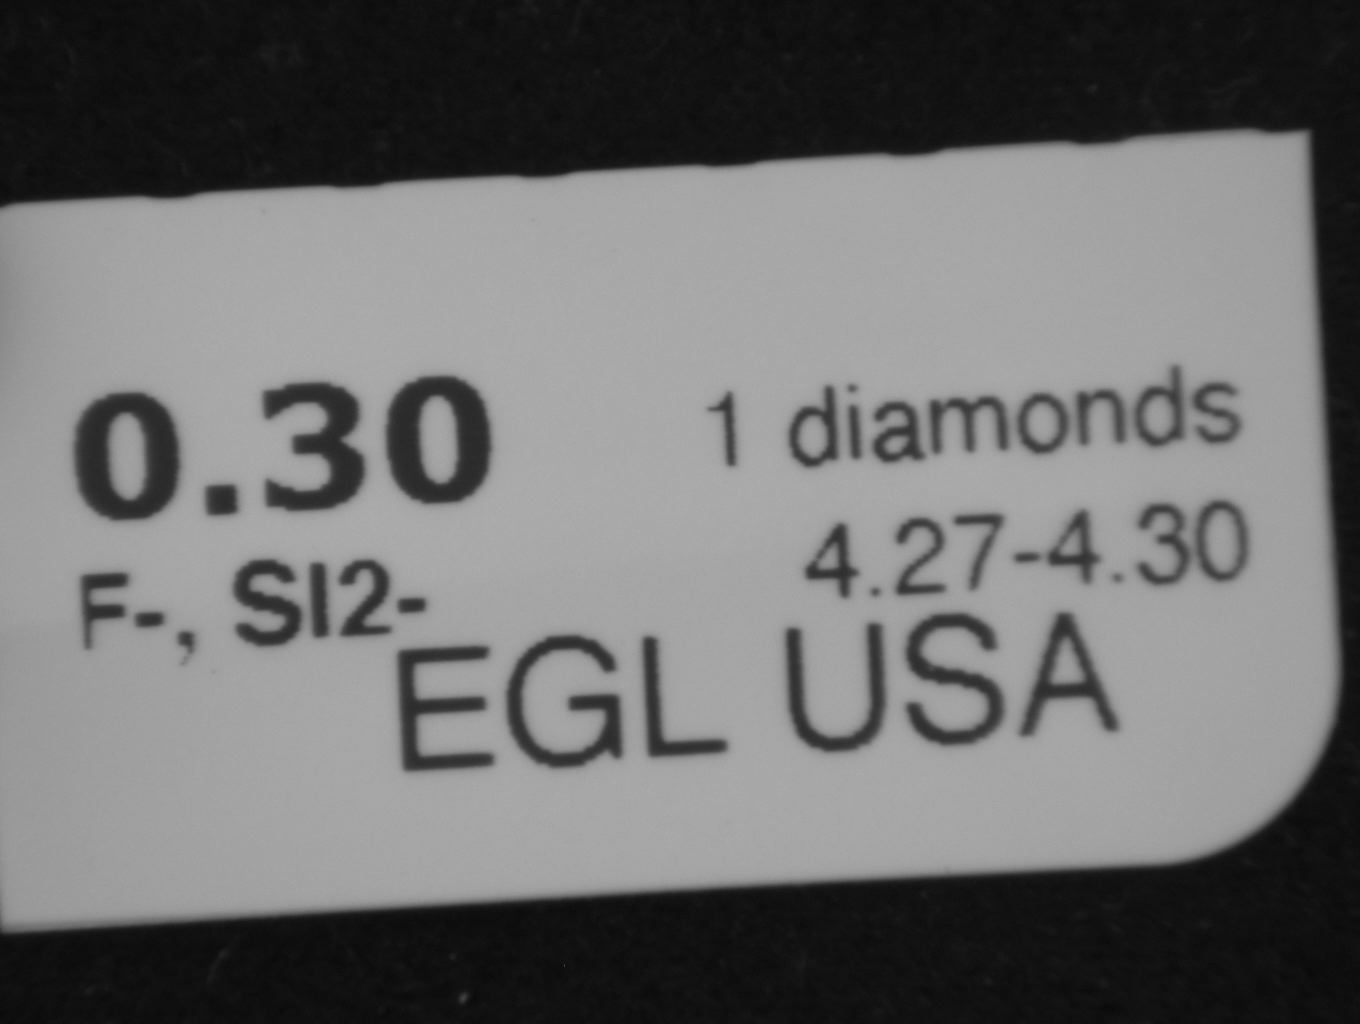 0.30 1 diamonds
F-, SI2- 4.27-4.30
EGL USA